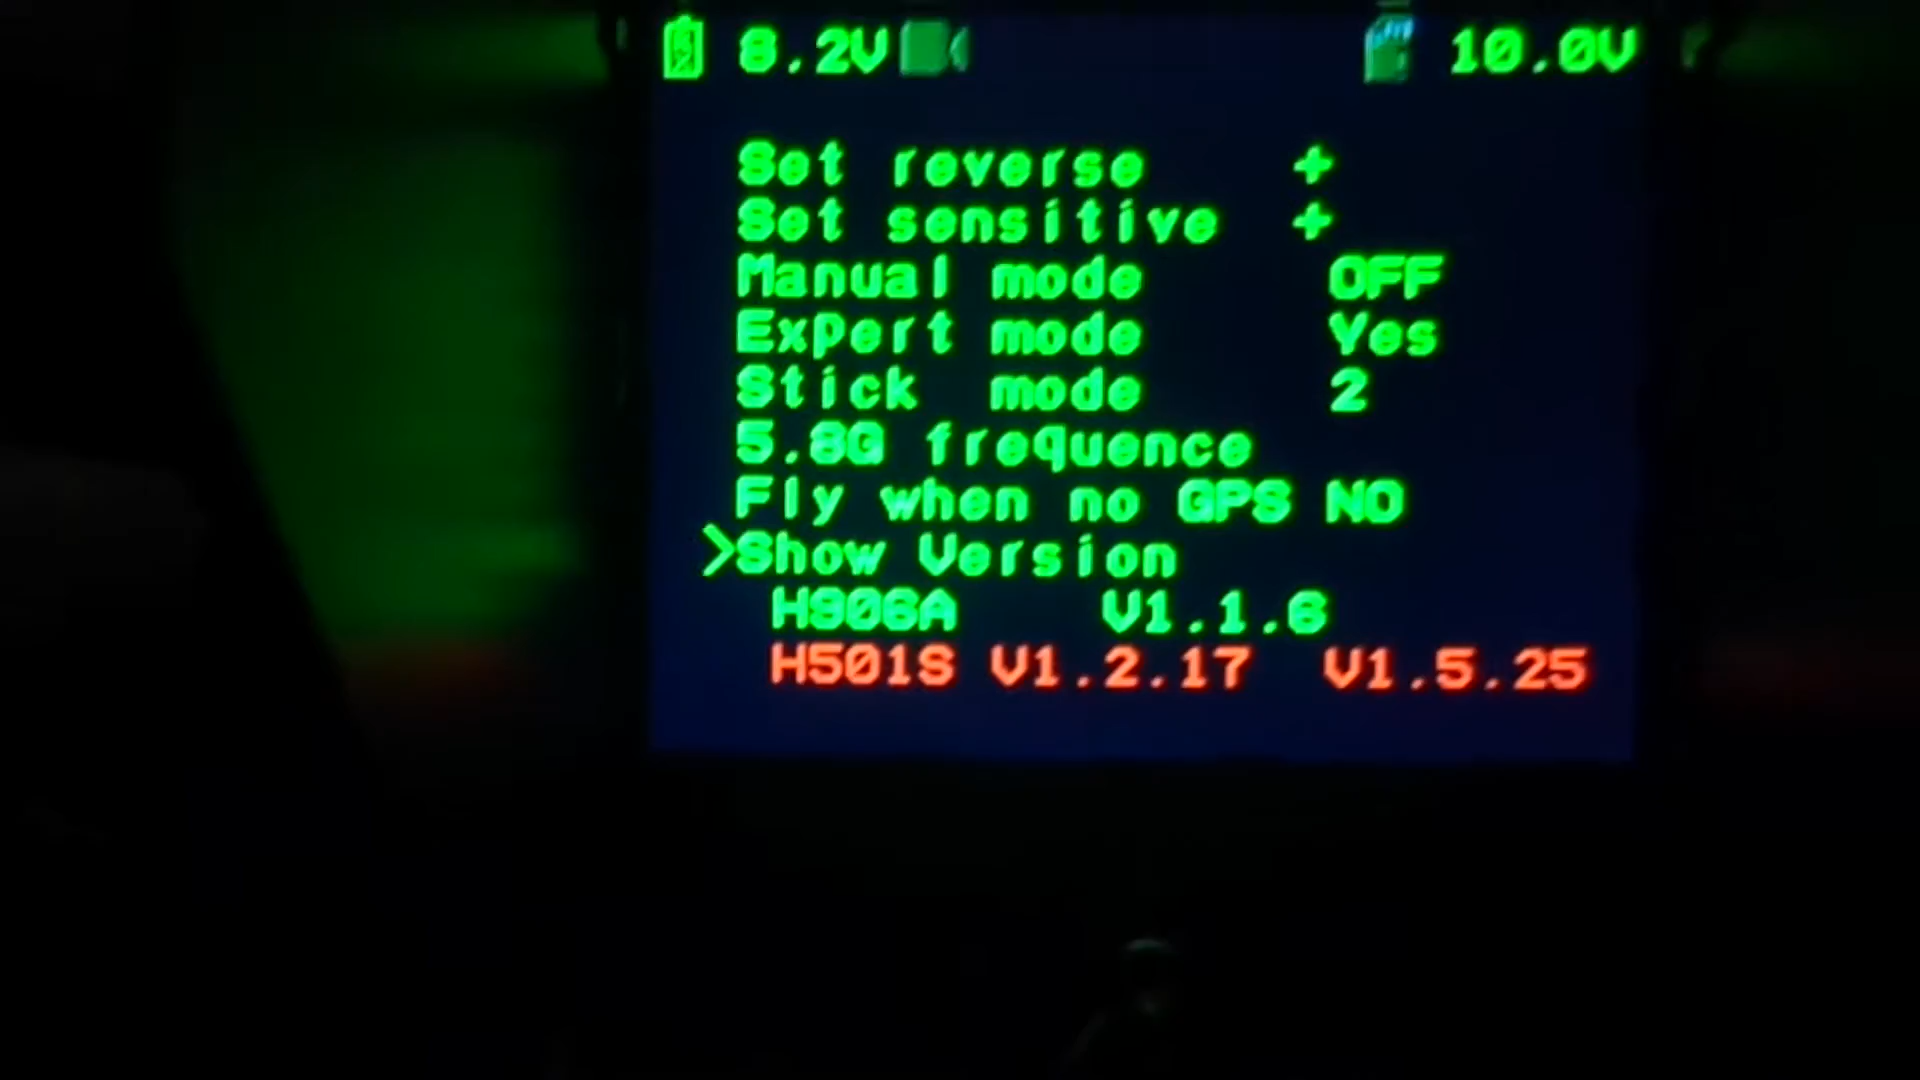 8.2V 10.0V
Set reverse +
Set sensitive +
Manual mode OFF
Expert mode Yes
Stick mode 2
5.8G frequence
Fly when no GPS NO
>Show Version
H906A V1.1.6
H501S V1.2.17 V1.5.25